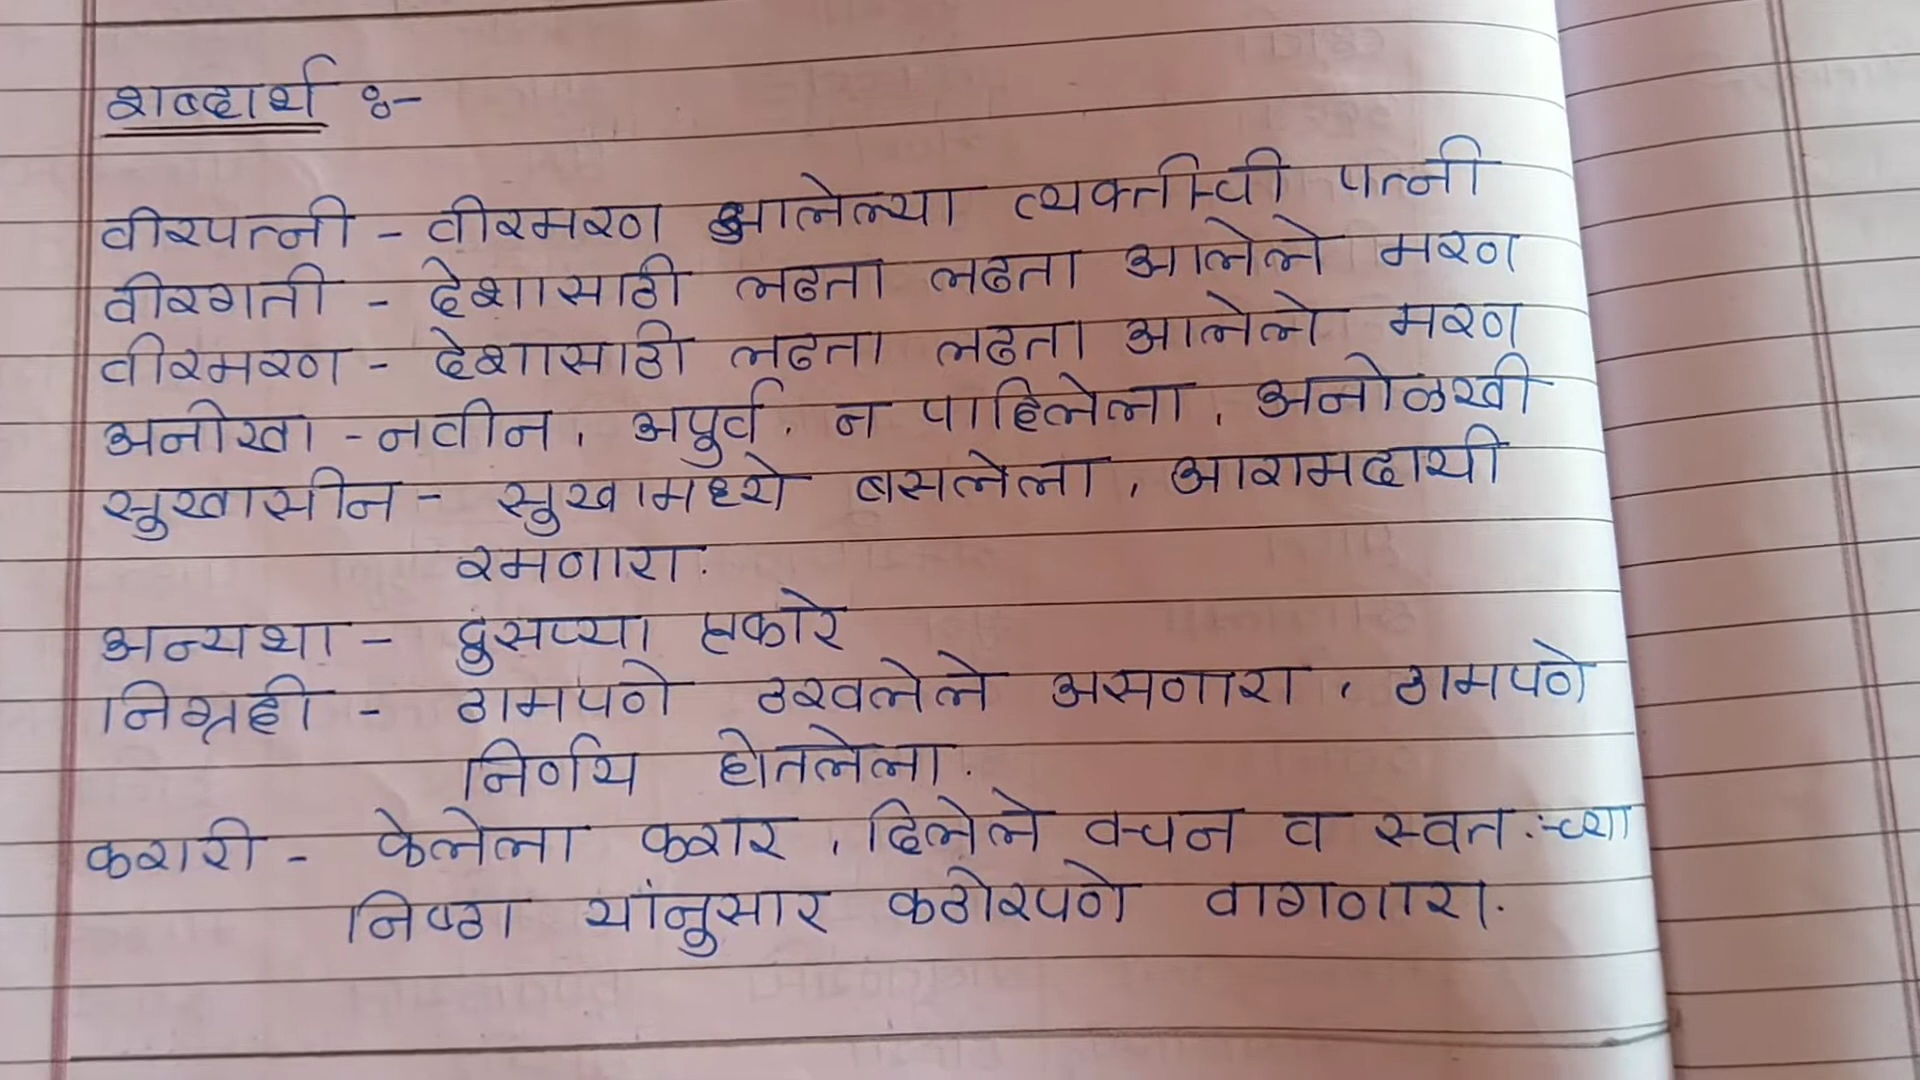 शब्दार्थ :-
वीरपत्नी - वीरमरण आलेल्या व्यक्तीची पत्नी
वीरगती - देशासाठी लढता लढता आलेले मरण
वीरमरण - देशासाठी लढता लढता आलेले मरण
अनोखा - नवीन, अपुर्व, न पाहिलेला, अनोळखी
सुखासीन - सुखामध्ये बसलेला, आरामदायी
रमणारा.
अन्यथा - दुसऱ्या प्रकारे
निग्रही - ठामपणे ठरवलेले असणारा, ठामपणे
निर्णय घेतलेला.
करारी - केलेला करार, दिलेले वचन व स्वतःच्या
निष्ठा यांनुसार कठोरपणे वागणारा.